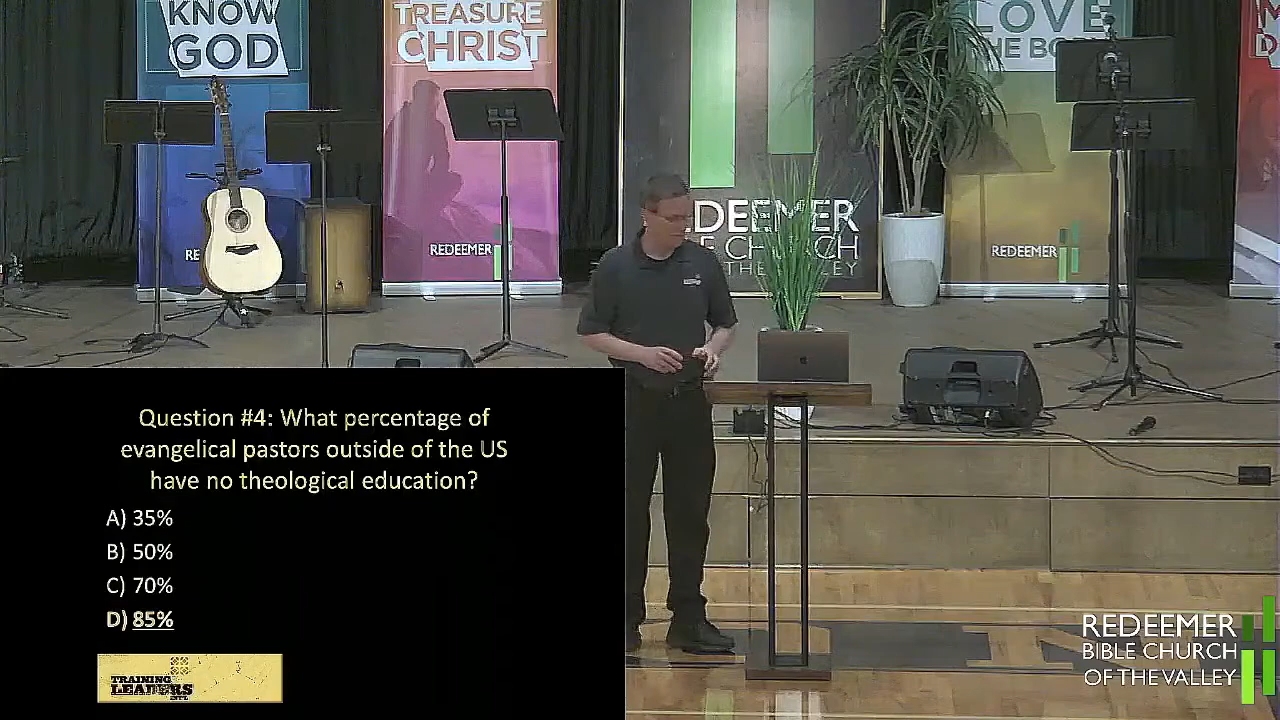 KNOW
GOD
TREASURE
CHRIST
LOVE
REDEEMER
REDEEMER
Question #4: What percentage of
evangelical pastors outside of the US
have no theological education?
A) 35%
B) 50%
C) 70%
D) 85%
TRAINING
LEADERS
INTL
REDEEMER
BIBLE CHURCH
OF THE VALLEY